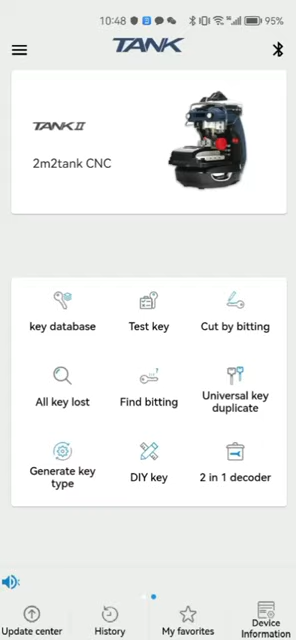 10:48
95%
TANK
TANK II
2m2tank CNC
key database
Test key
Cut by bitting
All key lost
Find bitting
Universal key
duplicate
Generate key
type
DIY key
2 in 1 decoder
Update center
History
My favorites
Device
Information